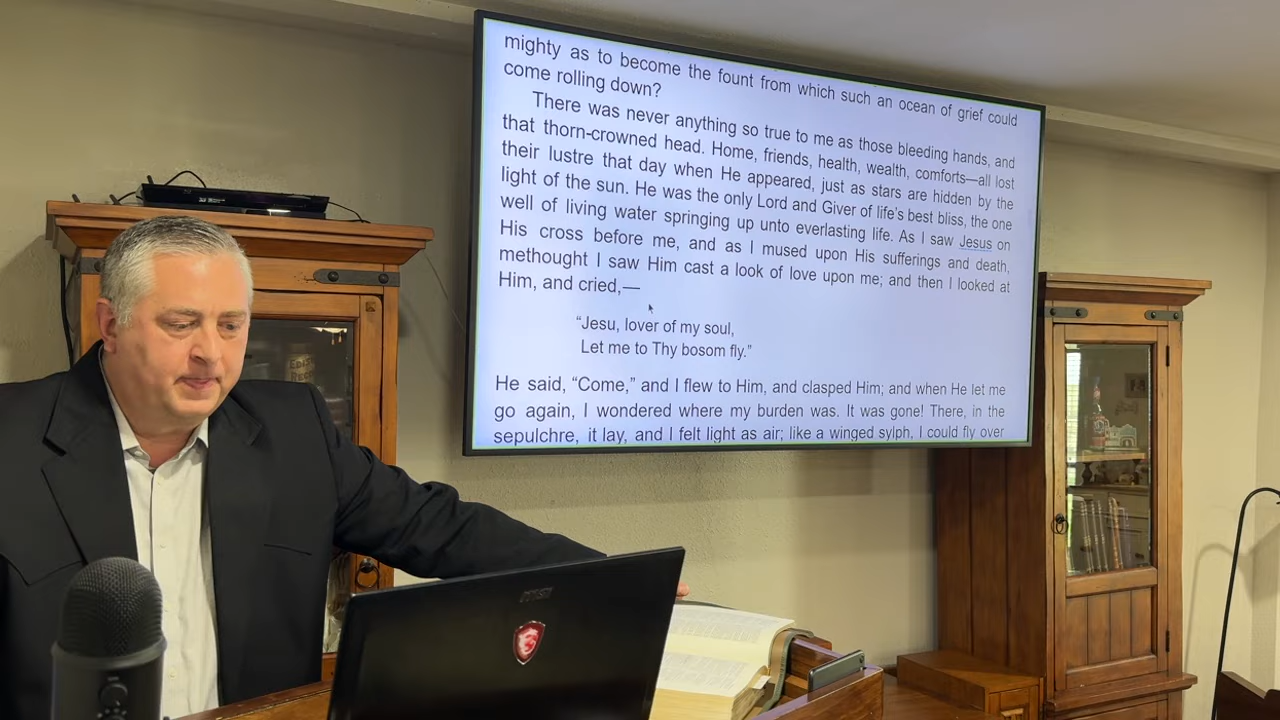 mighty as to become the fount from which such an ocean of grief could
come rolling down?
There was never anything so true to me as those bleeding hands, and
that thorn-crowned head. Home, friends, health, wealth, comforts—all lost
their lustre that day when He appeared, just as stars are hidden by the
light of the sun. He was the only Lord and Giver of life's best bliss, the one
well of living water springing up unto everlasting life. As I saw Jesus on
His cross before me, and as I mused upon His sufferings and death,
methought I saw Him cast a look of love upon me; and then I looked at
Him, and cried,—
"Jesu, lover of my soul,
Let me to Thy bosom fly."
He said, "Come," and I flew to Him, and clasped Him; and when He let me
go again, I wondered where my burden was. It was gone! There, in the
sepulchre, it lay, and I felt light as air; like a winged sylph, I could fly over
msi